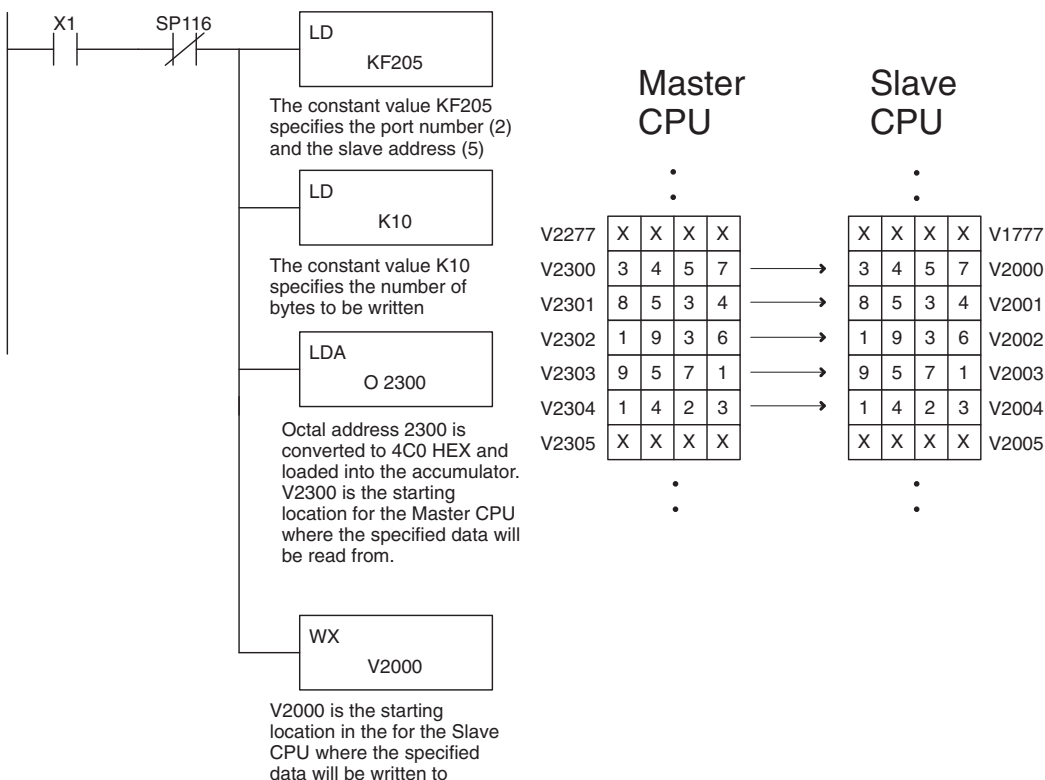 X1
SP116
LD
KF205
The constant value KF205
specifies the port number (2)
and the slave address (5)
LD
K10
The constant value K10
specifies the number of
bytes to be written
LDA
O 2300
Octal address 2300 is
converted to 4C0 HEX and
loaded into the accumulator.
V2300 is the starting
location for the Master CPU
where the specified data will
be read from.
WX
V2000
V2000 is the starting
location in the for the Slave
CPU where the specified
data will be written to
Master
CPU
Slave
CPU
V2277 X X X X X X X X V1777
V2300 3 4 5 7 3 4 5 7 V2000
V2301 8 5 3 4 8 5 3 4 V2001
V2302 1 9 3 6 1 9 3 6 V2002
V2303 9 5 7 1 9 5 7 1 V2003
V2304 1 4 2 3 1 4 2 3 V2004
V2305 X X X X X X X X V2005